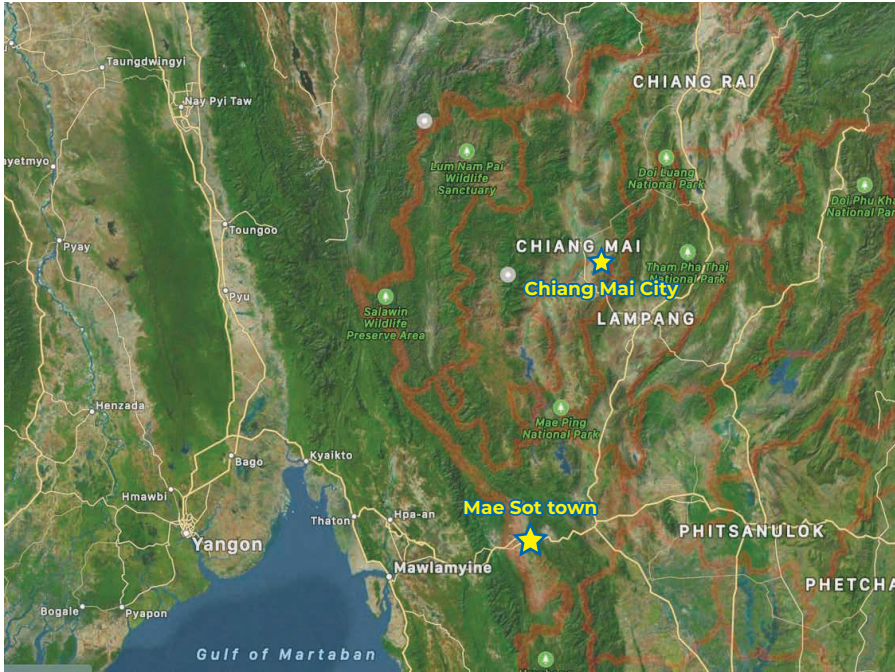 CHIANG RAI
Taungdwingyi
Nay Pyi Taw
ayetmyo
Lum Nam Pai
Wildlife
Sanctuary
Doi Luang
National Park
Doi Phu Kha
National Par
Toungoo
Pyay
CHIANG MAI
Tham Pha Thai
National Park
Chiang Mai City
Pyu
Salawin
Wildlife
Preserve Area
LAMPANG
Henzada
Mae Ping
National Park
Kyaikto
Bago
Hmawbi
Mae Sot town
Thaton
Hpa-an
Yangon
PHITSANULOK
Mawlamyine
PHETCHA
Bogale
Pyapon
Gulf of Martaban